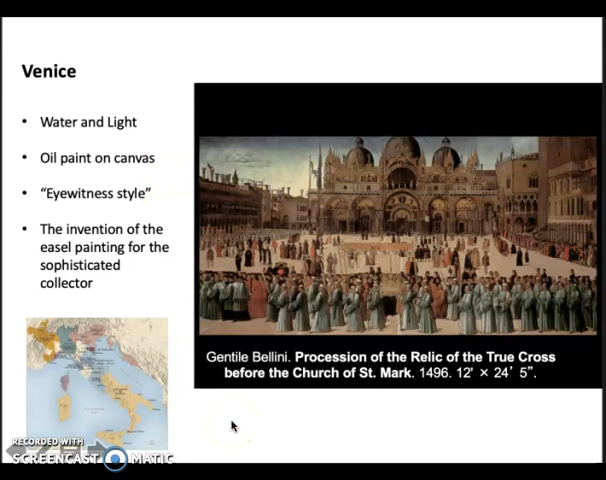 Venice
• Water and Light
• Oil paint on canvas
• “Eyewitness style”
• The invention of the
easel painting for the
sophisticated
collector
Gentile Bellini. Procession of the Relic of the True Cross
before the Church of St. Mark. 1496. 12' × 24' 5".
RECORDED WITH
SCREENCAST MATIC